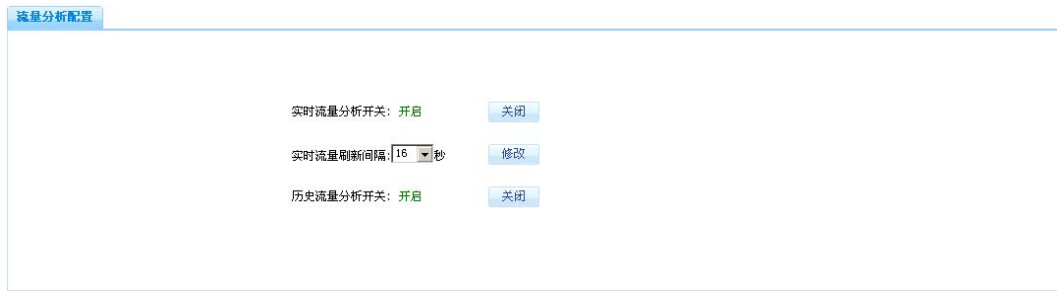 流量分析配置
实时流量分析开关: 开启 关闭
实时流量刷新间隔: 16 秒 修改
历史流量分析开关: 开启 关闭